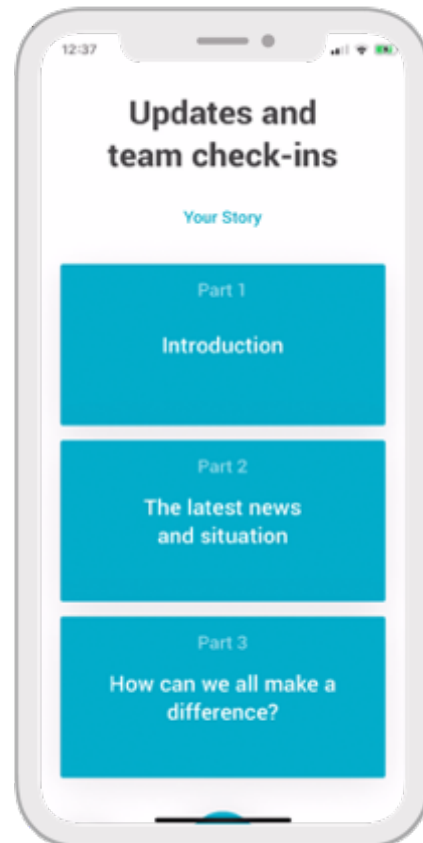 12:37
Updates and
team check-ins
Your Story
Part 1
Introduction
Part 2
The latest news
and situation
Part 3
How can we all make a
difference?